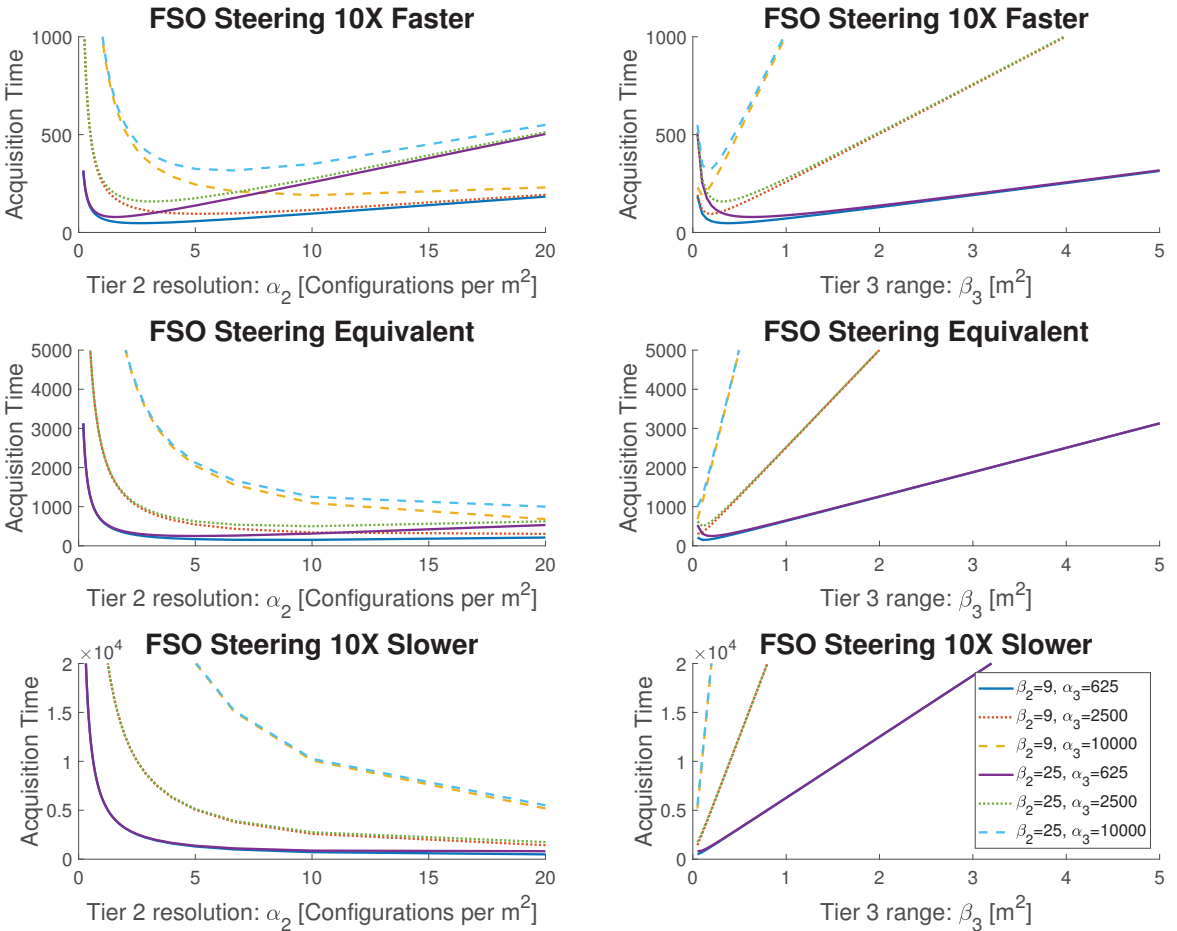 FSO Steering 10X Faster
1000
500
0
Acquisition Time
0 5 10 15 20
Tier 2 resolution: α₂ [Configurations per m²]
FSO Steering 10X Faster
1000
500
0
Acquisition Time
0 1 2 3 4 5
Tier 3 range: β₃ [m²]
FSO Steering Equivalent
5000
4000
3000
2000
1000
0
Acquisition Time
0 5 10 15 20
Tier 2 resolution: α₂ [Configurations per m²]
FSO Steering Equivalent
5000
4000
3000
2000
1000
0
Acquisition Time
0 1 2 3 4 5
Tier 3 range: β₃ [m²]
FSO Steering 10X Slower
×10⁴
2
1.5
1
0.5
0
Acquisition Time
0 5 10 15 20
Tier 2 resolution: α₂ [Configurations per m²]
FSO Steering 10X Slower
×10⁴
2
1.5
1
0.5
0
Acquisition Time
0 1 2 3 4 5
Tier 3 range: β₃ [m²]
β₂=9, α₃=625
β₂=9, α₃=2500
β₂=9, α₃=10000
β₂=25, α₃=625
β₂=25, α₃=2500
β₂=25, α₃=10000